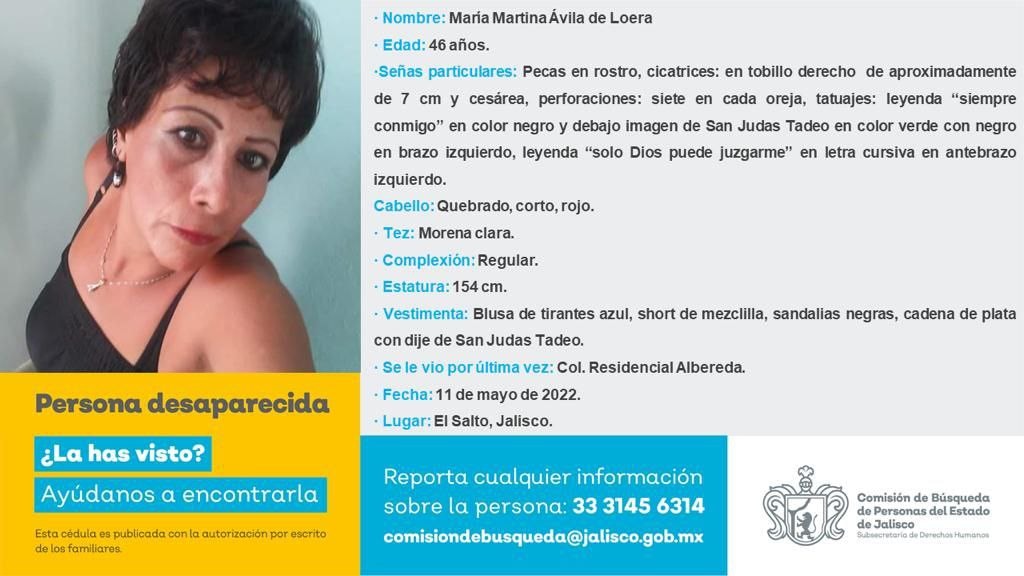 · Nombre: María Martina Ávila de Loera
· Edad: 46 años.
·Señas particulares: Pecas en rostro, cicatrices: en tobillo derecho de aproximadamente
de 7 cm y cesárea, perforaciones: siete en cada oreja, tatuajes: leyenda “siempre
conmigo” en color negro y debajo imagen de San Judas Tadeo en color verde con negro
en brazo izquierdo, leyenda “solo Dios puede juzgarme” en letra cursiva en antebrazo
izquierdo.
Cabello: Quebrado, corto, rojo.
· Tez: Morena clara.
· Complexión: Regular.
· Estatura: 154 cm.
· Vestimenta: Blusa de tirantes azul, short de mezclilla, sandalias negras, cadena de plata
con dije de San Judas Tadeo.
· Se le vio por última vez: Col. Residencial Albereda.
· Fecha: 11 de mayo de 2022.
· Lugar: El Salto, Jalisco.
Persona desaparecida
¿La has visto?
Ayúdanos a encontrarla
Esta cédula es publicada con la autorización por escrito
de los familiares.
Reporta cualquier información
sobre la persona: 33 3145 6314
comisiondebusqueda@jalisco.gob.mx
Comisión de Búsqueda
de Personas del Estado
de Jalisco
Subsecretaría de Derechos Humanos